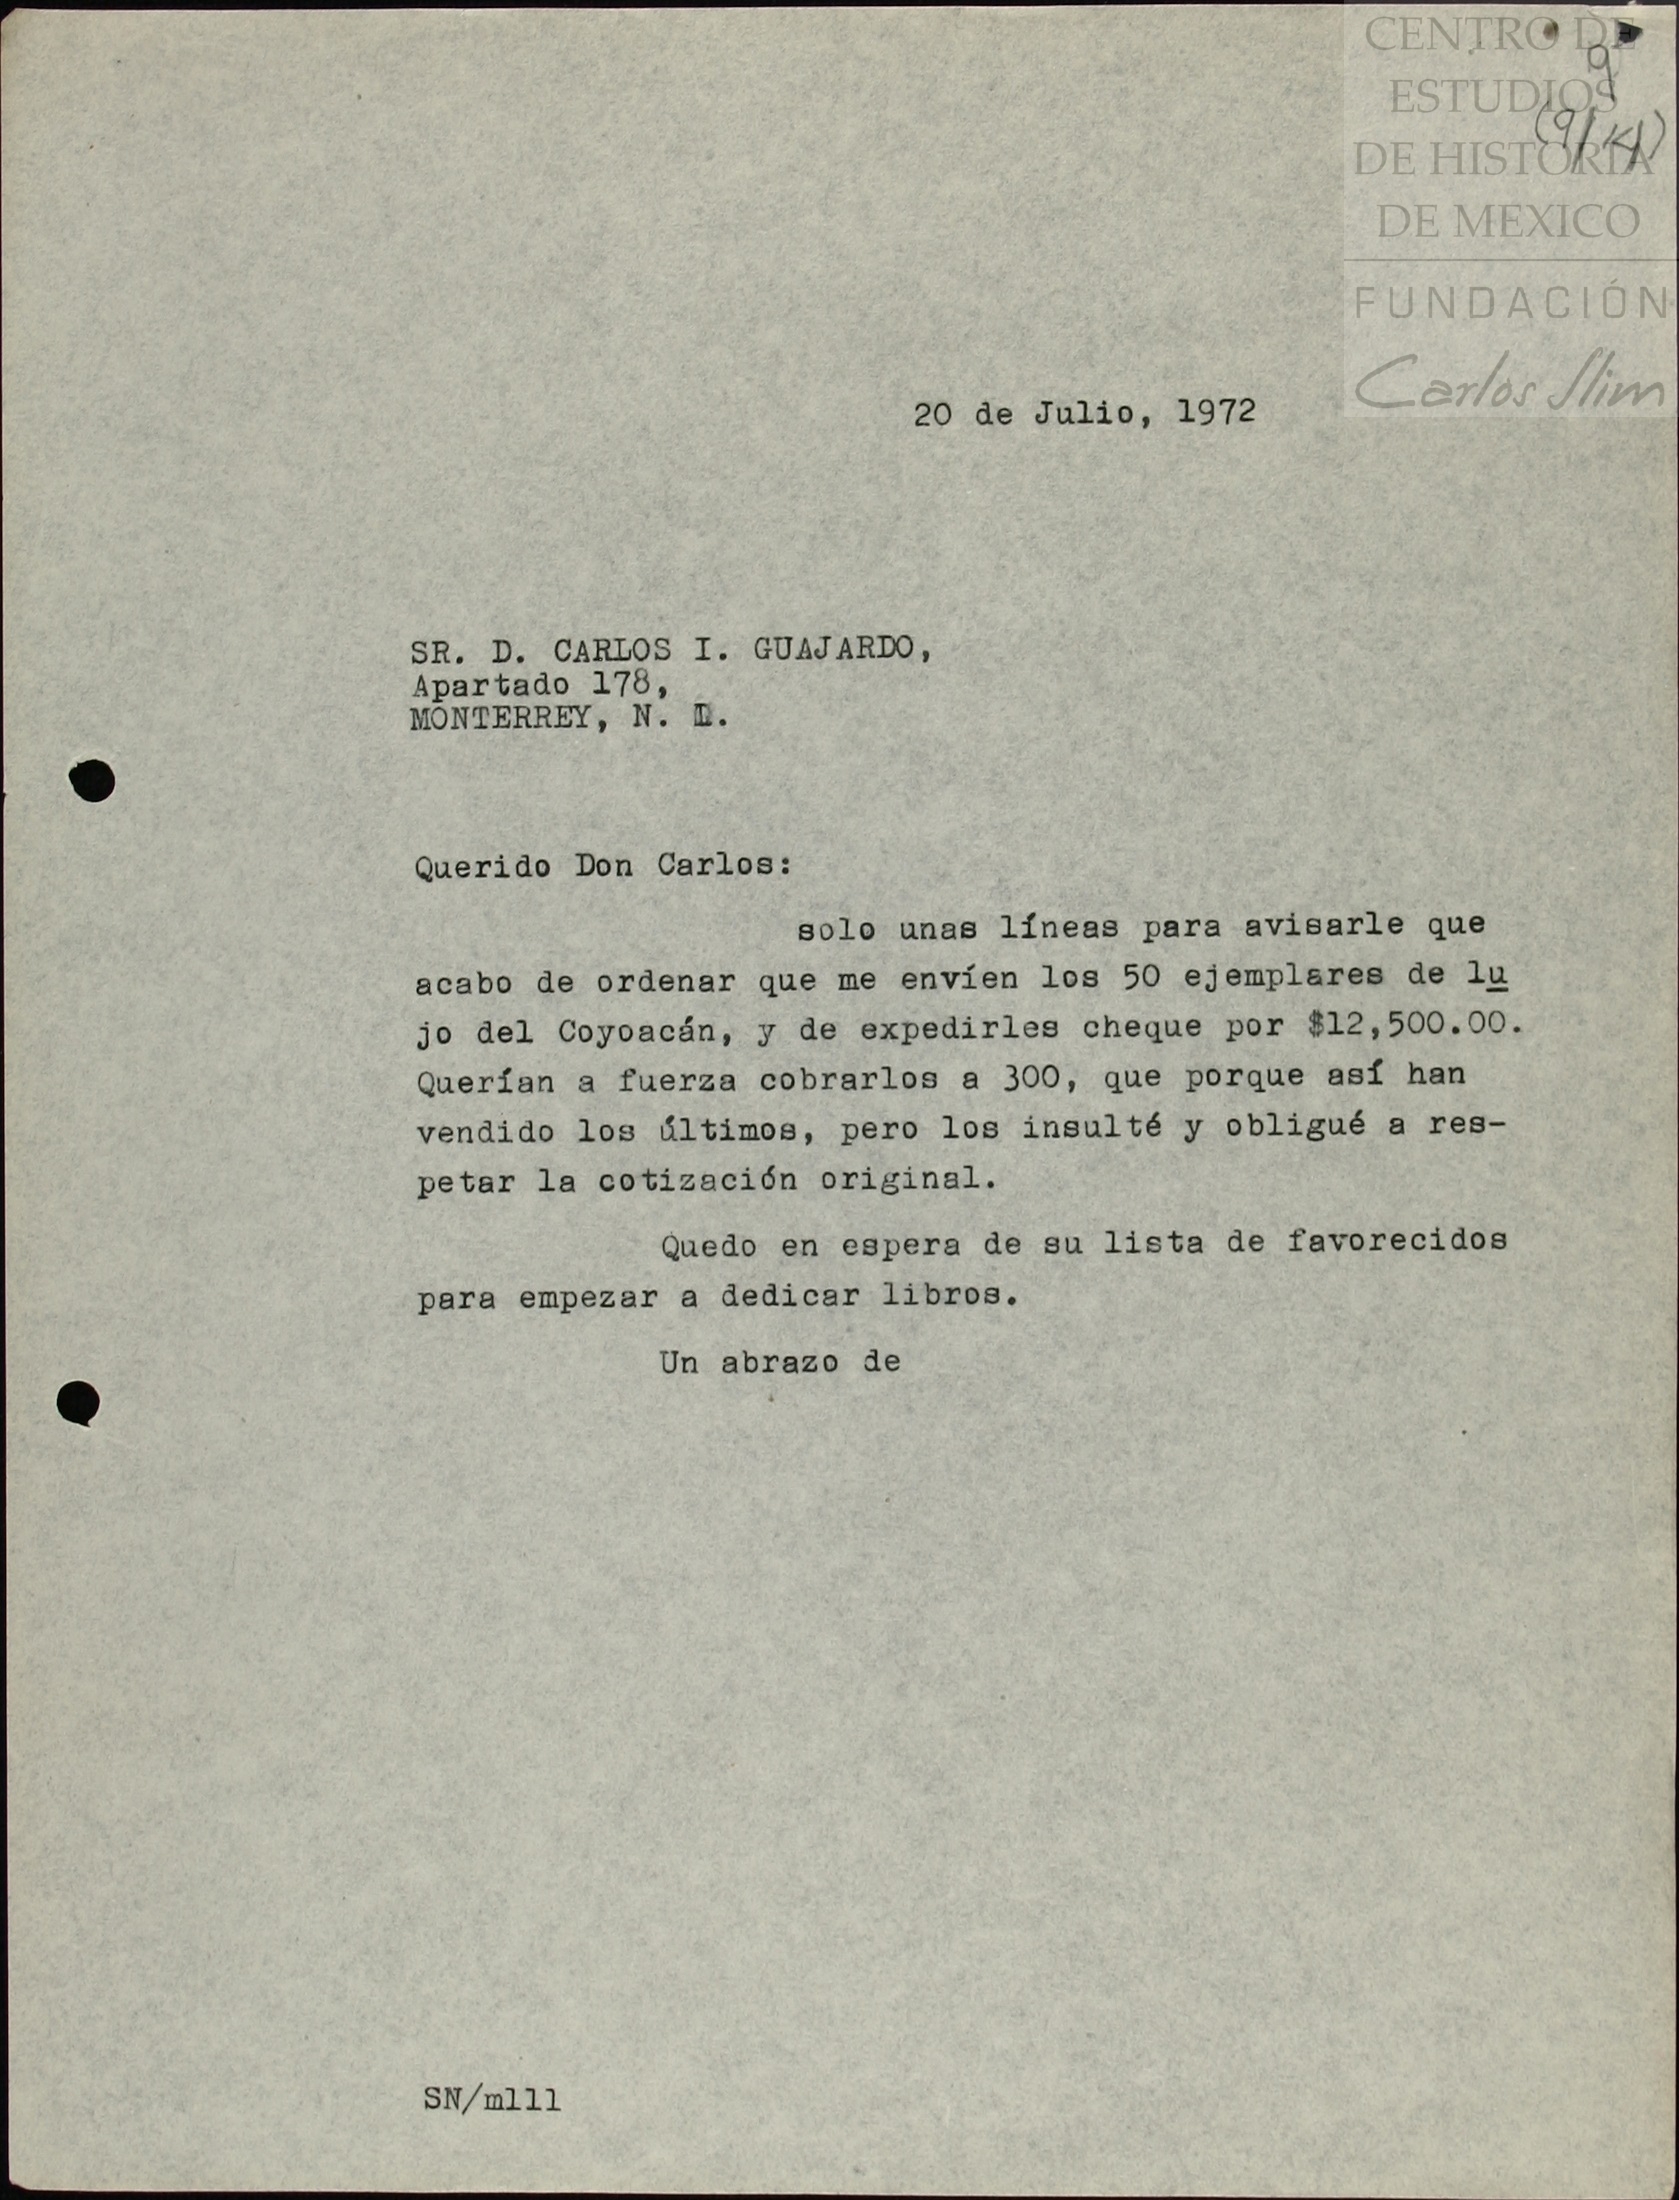 CENTRO DE
ESTUDIOS
DE HISTORIA
DE MEXICO
FUNDACIÓN
Carlos Slim
9
(9/14)
20 de Julio, 1972
SR. D. CARLOS I. GUAJARDO,
Apartado 178,
MONTERREY, N. L.
Querido Don Carlos:
solo unas líneas para avisarle que
acabo de ordenar que me envíen los 50 ejemplares de lu
jo del Coyoacán, y de expedirles cheque por $12,500.00.
Querían a fuerza cobrarlos a 300, que porque así han
vendido los últimos, pero los insulté y obligué a res-
petar la cotización original.
Quedo en espera de su lista de favorecidos
para empezar a dedicar libros.
Un abrazo de
SN/mlll